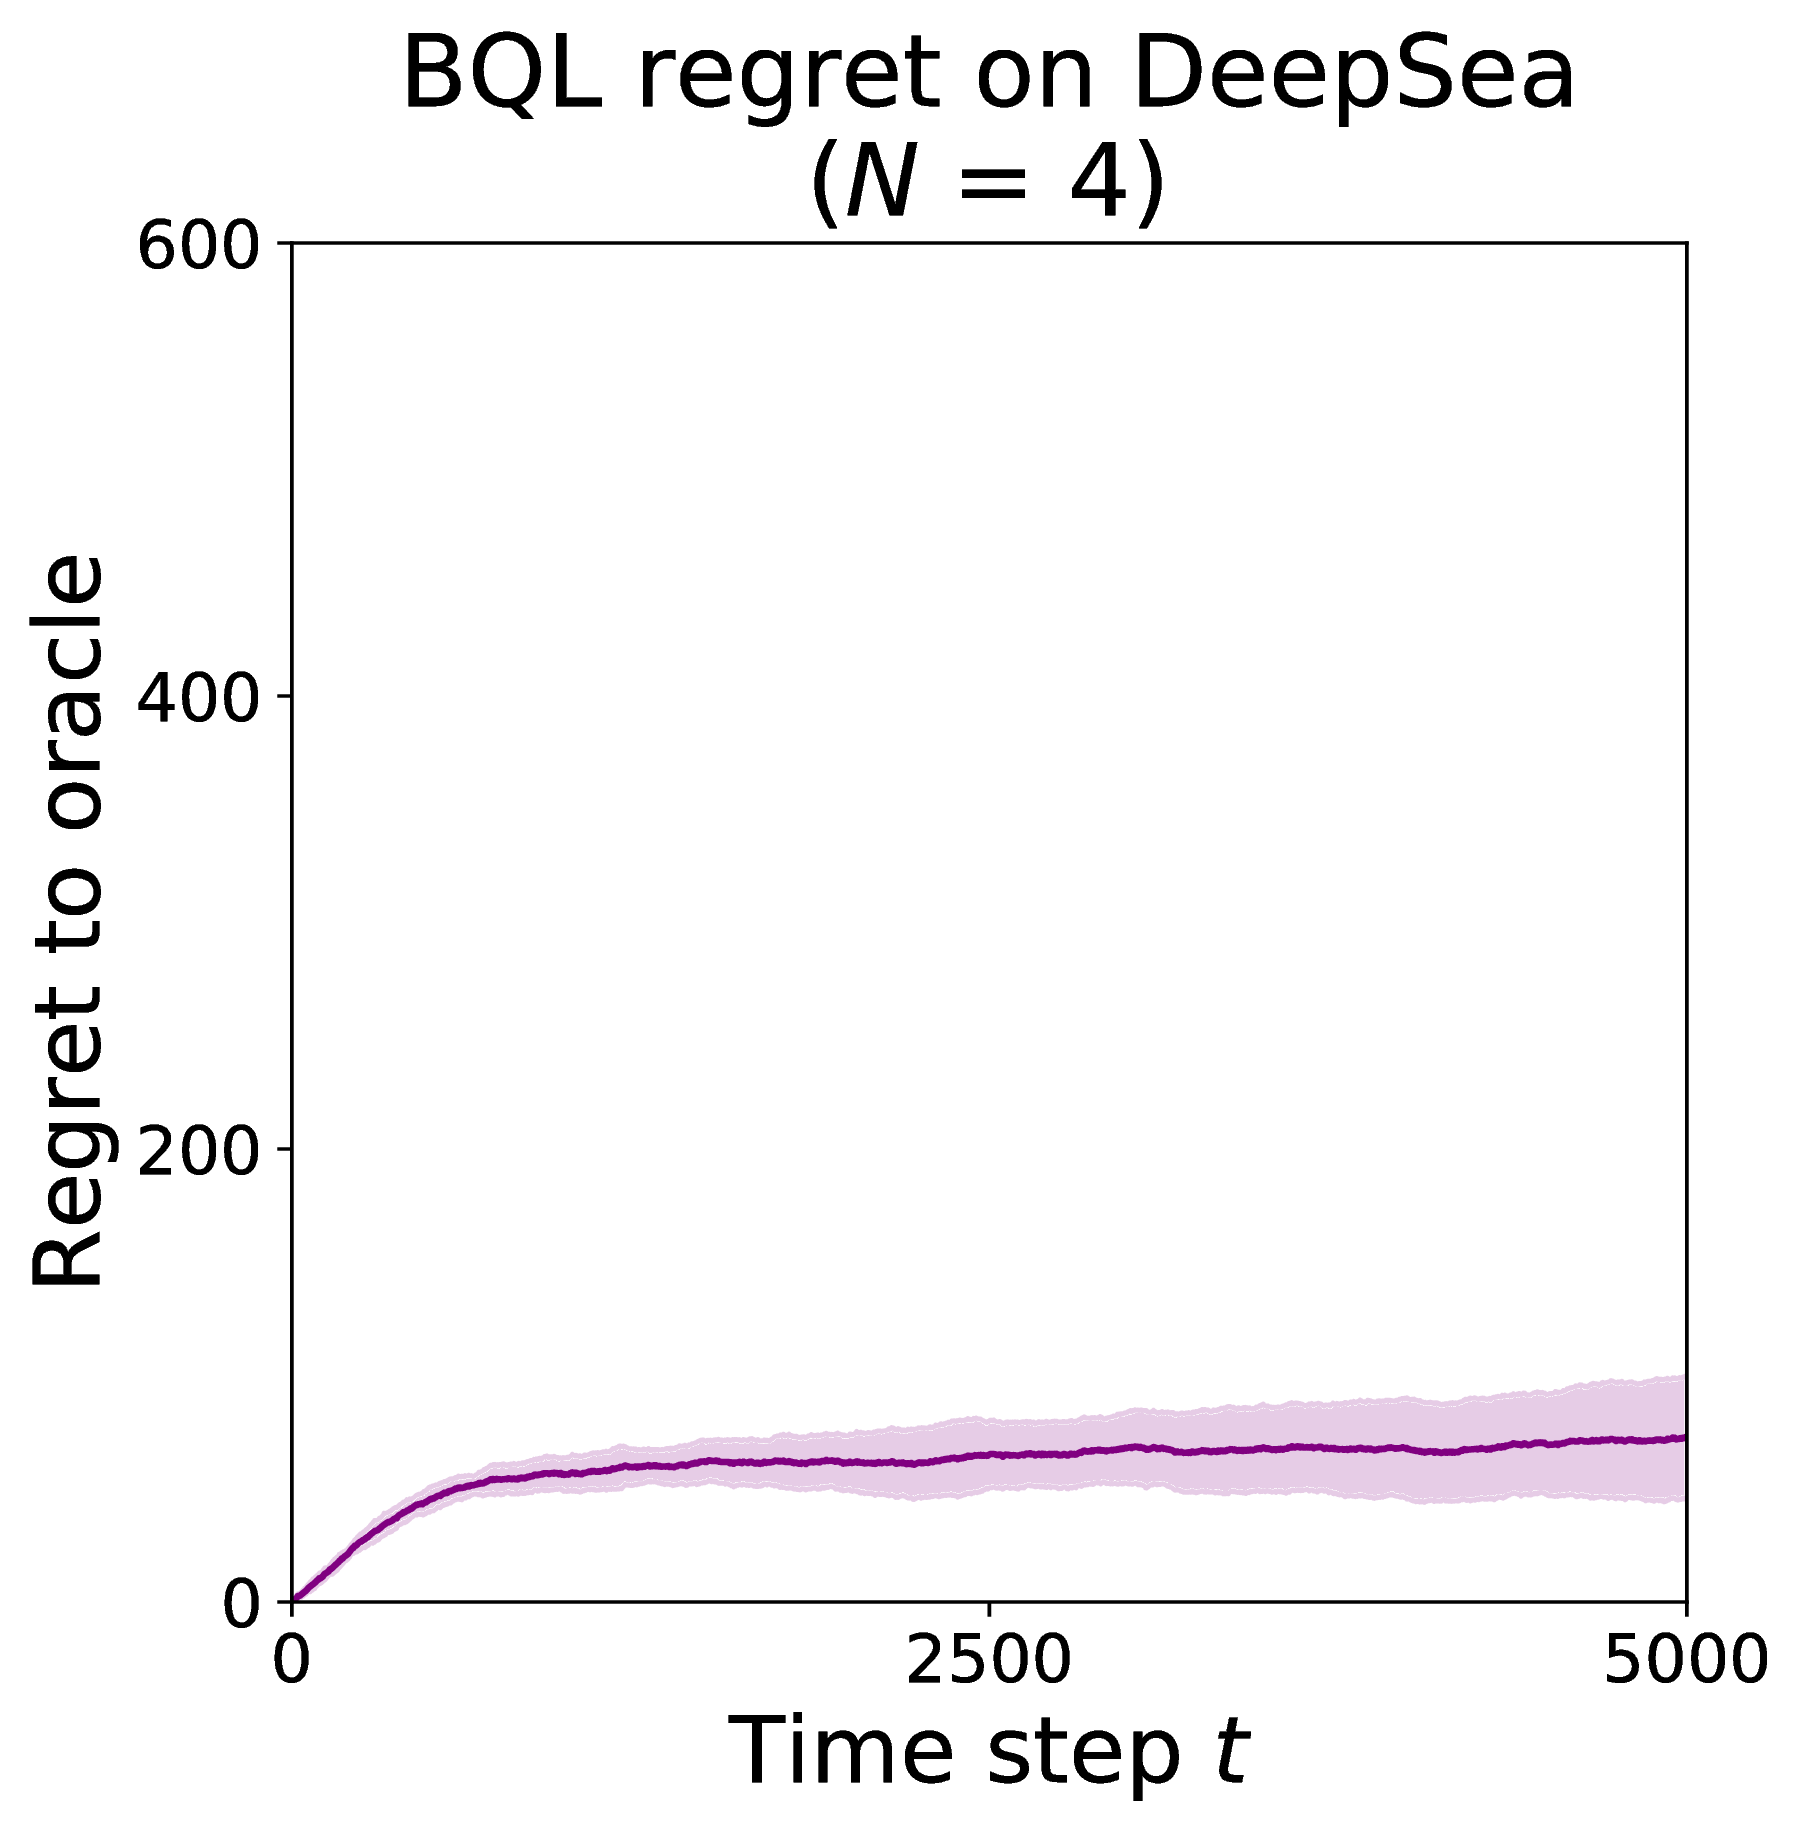 BQL regret on DeepSea
(N = 4)
600
400
200
0
Regret to oracle
0 2500 5000
Time step t